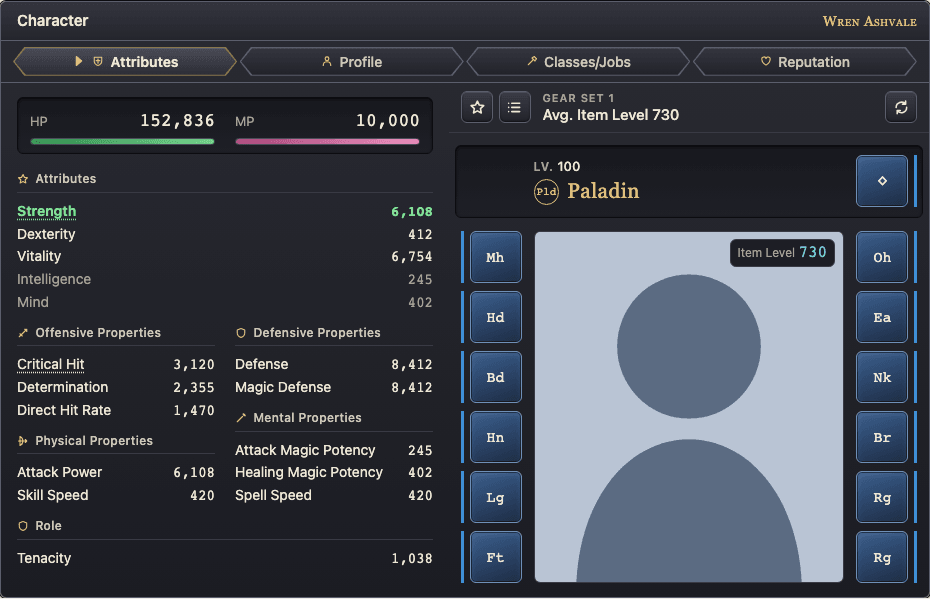 Character
Wren Ashvale
Attributes
Profile
Classes/Jobs
Reputation
HP 152,836
MP 10,000
Attributes
Strength 6,108
Dexterity 412
Vitality 6,754
Intelligence 245
Mind 402
Offensive Properties
Critical Hit 3,120
Determination 2,355
Direct Hit Rate 1,470
Defensive Properties
Defense 8,412
Magic Defense 8,412
Physical Properties
Attack Power 6,108
Skill Speed 420
Mental Properties
Attack Magic Potency 245
Healing Magic Potency 402
Spell Speed 420
Role
Tenacity 1,038
GEAR SET 1
Avg. Item Level 730
LV. 100
Pld Paladin
Item Level 730
Mh
Hd
Bd
Hn
Lg
Ft
Oh
Ea
Nk
Br
Rg
Rg